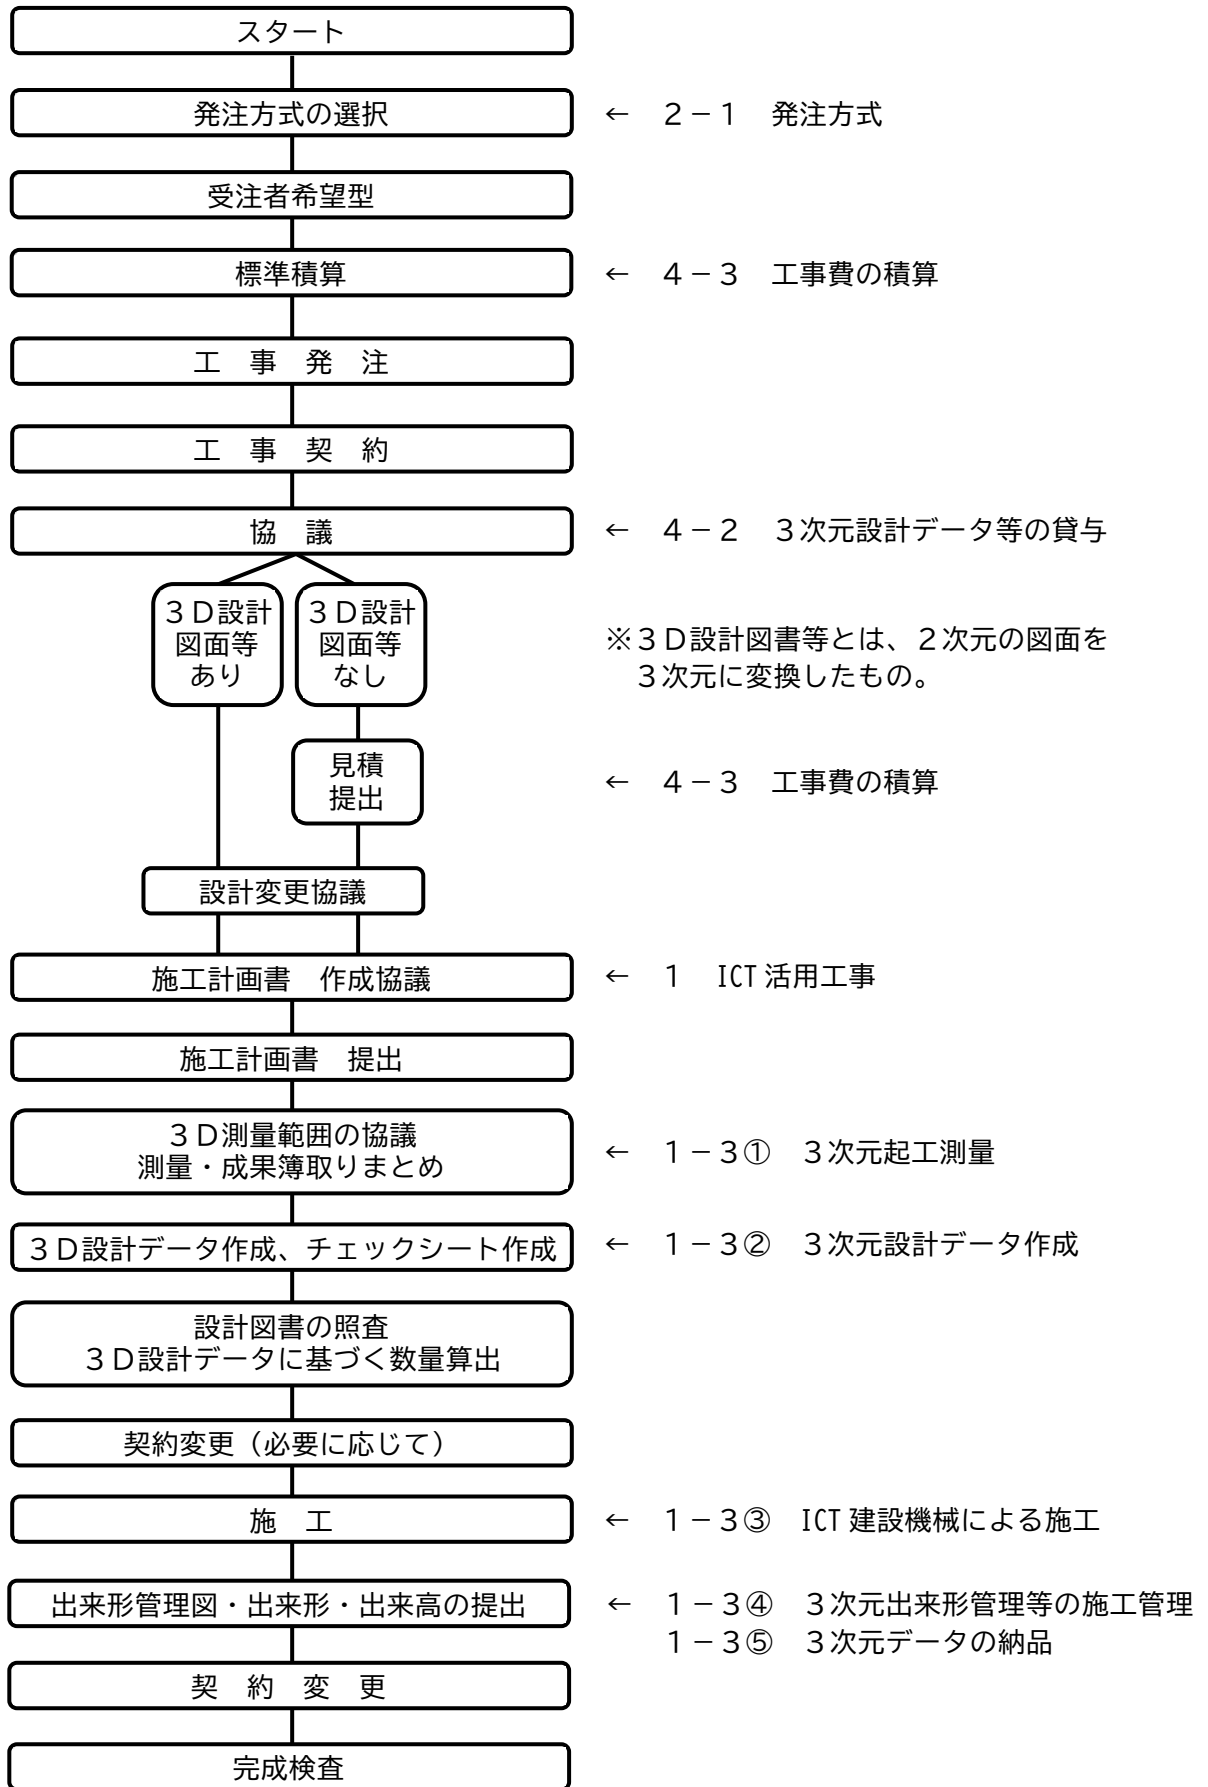 スタート
発注方式の選択
← ２－１　発注方式
受注者希望型
標準積算
← ４－３　工事費の積算
工　事　発　注
工　事　契　約
協　議
← ４－２　３次元設計データ等の貸与
３Ｄ設計
図面等
あり
３Ｄ設計
図面等
なし
※３Ｄ設計図書等とは、２次元の図面を
３次元に変換したもの。
見積
提出
← ４－３　工事費の積算
設計変更協議
施工計画書　作成協議
← １　ICT 活用工事
施工計画書　提出
３Ｄ測量範囲の協議
測量・成果簿取りまとめ
← １－３①　３次元起工測量
３Ｄ設計データ作成、チェックシート作成
← １－３②　３次元設計データ作成
設計図書の照査
３Ｄ設計データに基づく数量算出
契約変更（必要に応じて）
施　工
← １－３③　ICT 建設機械による施工
出来形管理図・出来形・出来高の提出
← １－３④　３次元出来形管理等の施工管理
１－３⑤　３次元データの納品
契　約　変　更
完成検査